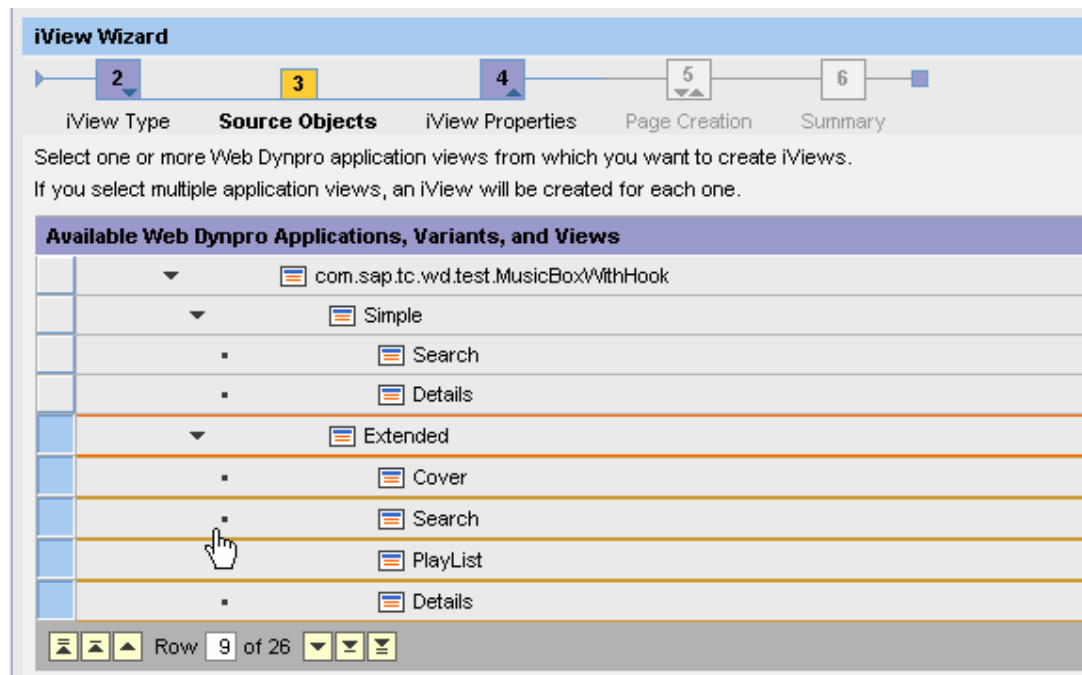 iView Wizard
2 3 4 5 6
iView Type Source Objects iView Properties Page Creation Summary
Select one or more Web Dynpro application views from which you want to create iViews.
If you select multiple application views, an iView will be created for each one.
Available Web Dynpro Applications, Variants, and Views
com.sap.tc.wd.test.MusicBoxWithHook
Simple
Search
Details
Extended
Cover
Search
PlayList
Details
Row 9 of 26